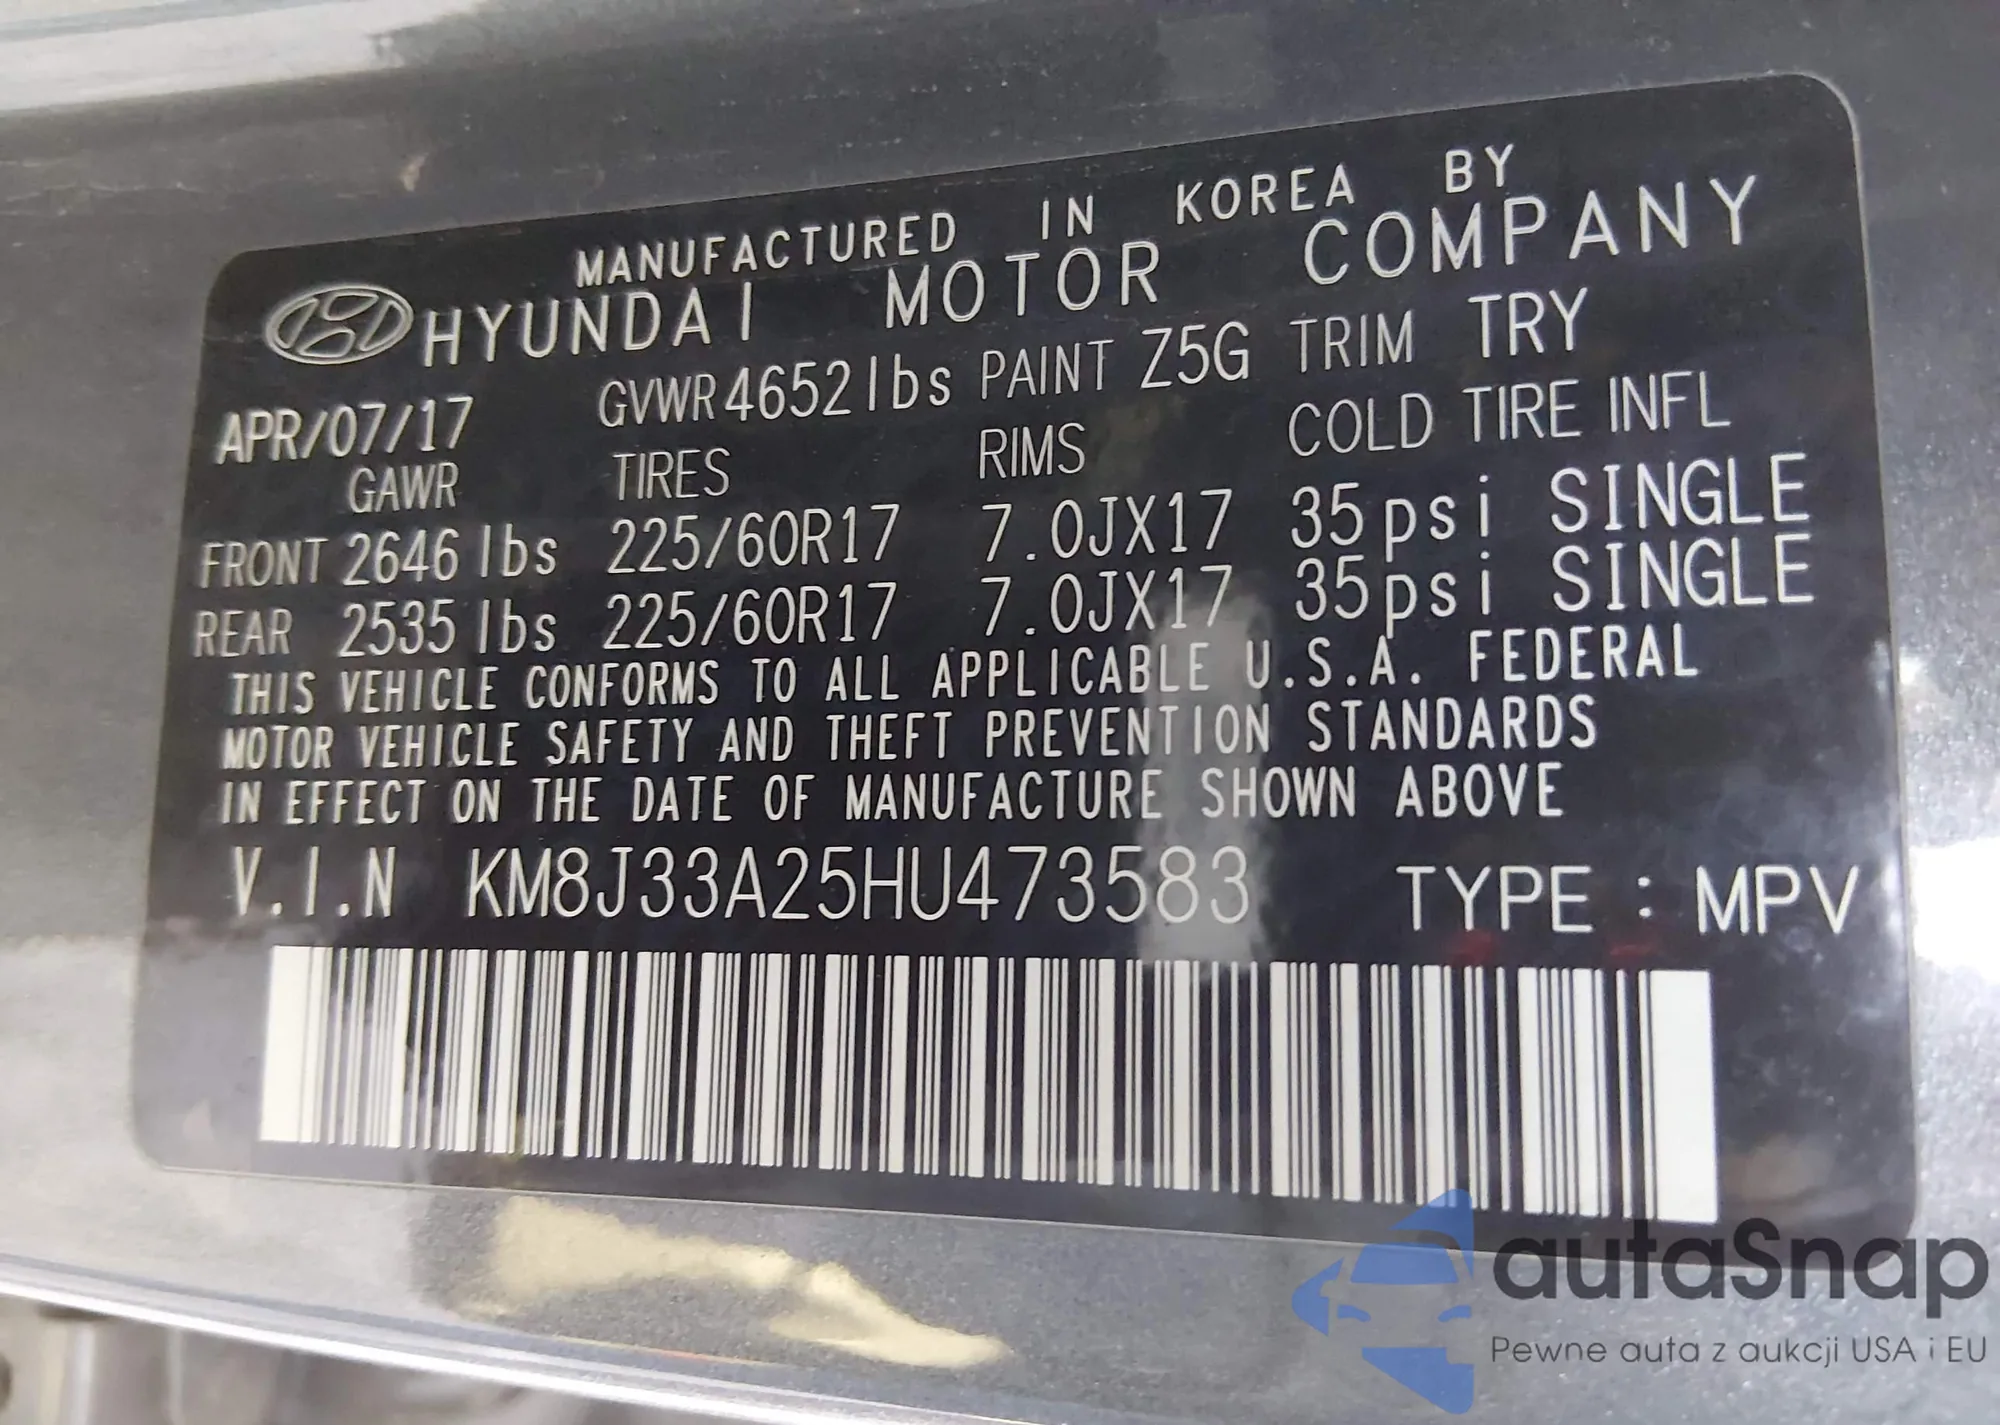 MANUFACTURED IN KOREA BY
HYUNDAI MOTOR COMPANY
APR/07/17 GVWR 4652lbs PAINT Z5G TRIM TRY
GAWR TIRES RIMS COLD TIRE INFL
FRONT 2646 lbs 225/60R17 7.0JX17 35psi SINGLE
REAR 2535 lbs 225/60R17 7.0JX17 35psi SINGLE
THIS VEHICLE CONFORMS TO ALL APPLICABLE U.S.A. FEDERAL
MOTOR VEHICLE SAFETY AND THEFT PREVENTION STANDARDS
IN EFFECT ON THE DATE OF MANUFACTURE SHOWN ABOVE
V.I.N KM8J33A25HU473583 TYPE : MPV
autaSnap
Pewne auta z aukcji USA i EU